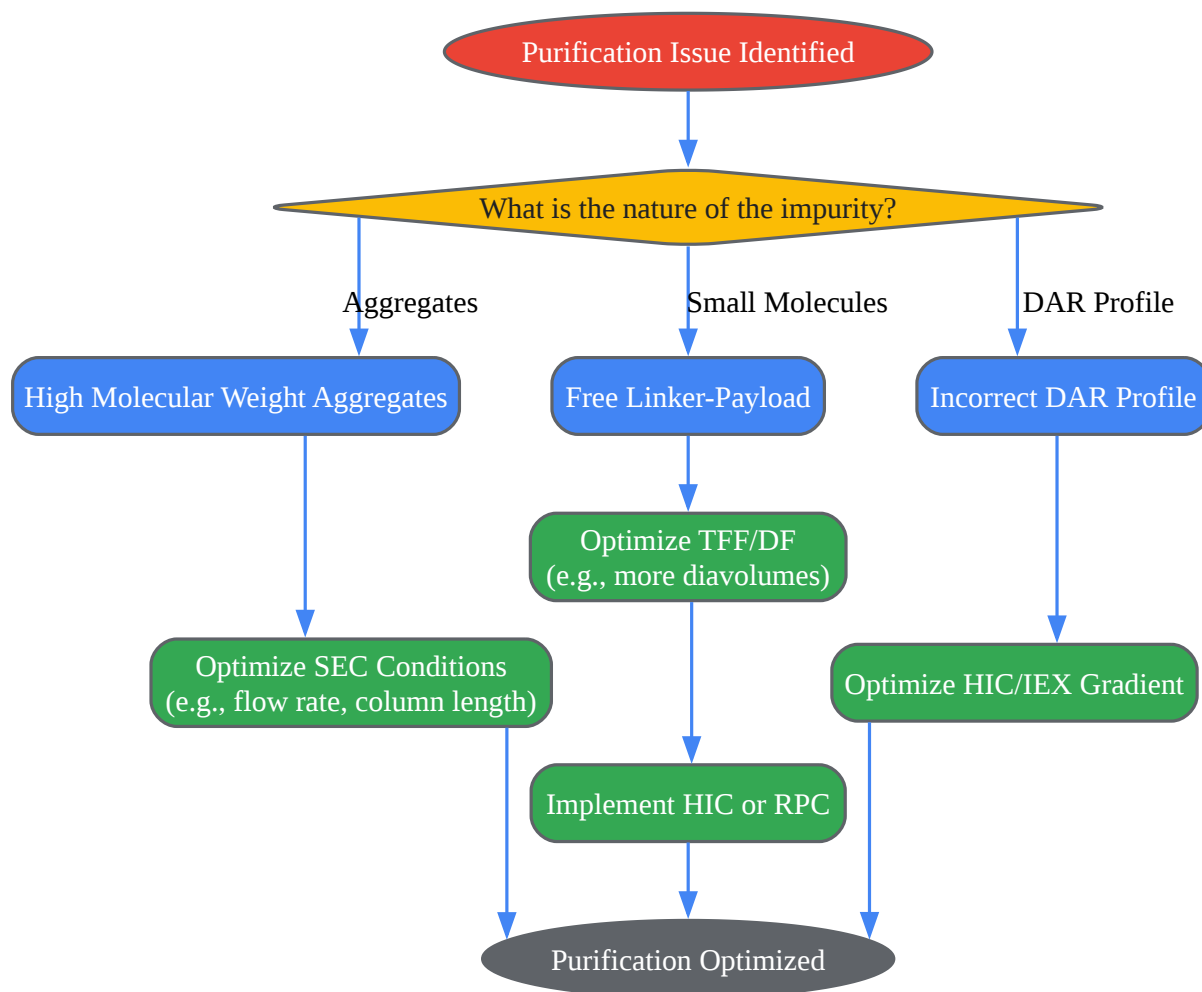 Purification Issue Identified
What is the nature of the impurity?
Aggregates
Small Molecules
DAR Profile
High Molecular Weight Aggregates
Free Linker-Payload
Incorrect DAR Profile
Optimize TFF/DF
(e.g., more diavolumes)
Optimize SEC Conditions
(e.g., flow rate, column length)
Optimize HIC/IEX Gradient
Implement HIC or RPC
Purification Optimized